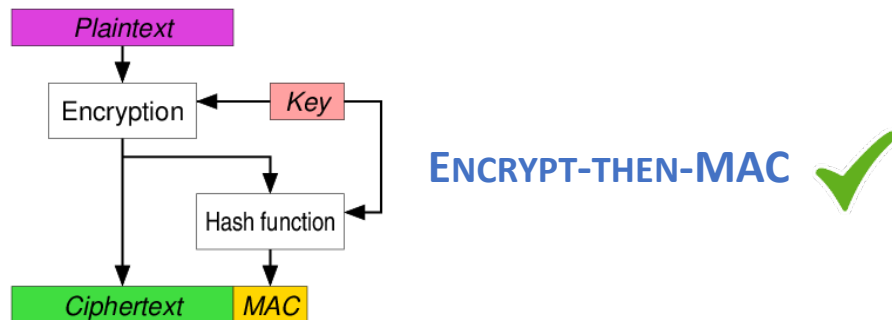 Plaintext
Encryption
Key
ENCRYPT-THEN-MAC
Hash function
Ciphertext
MAC